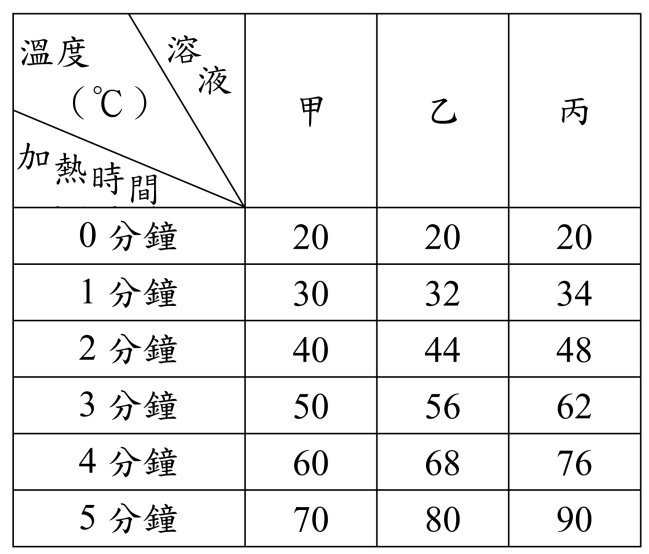 溫度
（℃）
溶液
加熱時間
甲 乙 丙
0 分鐘 20 20 20
1 分鐘 30 32 34
2 分鐘 40 44 48
3 分鐘 50 56 62
4 分鐘 60 68 76
5 分鐘 70 80 90